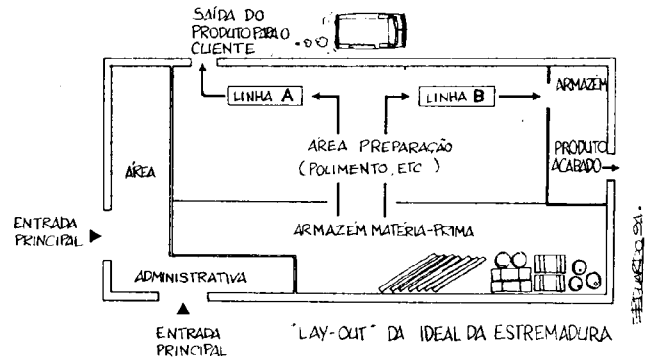 SAÍDA DO
PRODUTO PARA O
CLIENTE
LINHA A
LINHA B
ARMAZÉM
PRODUTO
ACABADO
ÁREA PREPARAÇÃO
(POLIMENTO, ETC)
ÁREA
ENTRADA
PRINCIPAL
ARMAZÉM MATÉRIA-PRIMA
ADMINISTRATIVA
ENTRADA
PRINCIPAL
"LAY-OUT" DA IDEAL DA ESTREMADURA